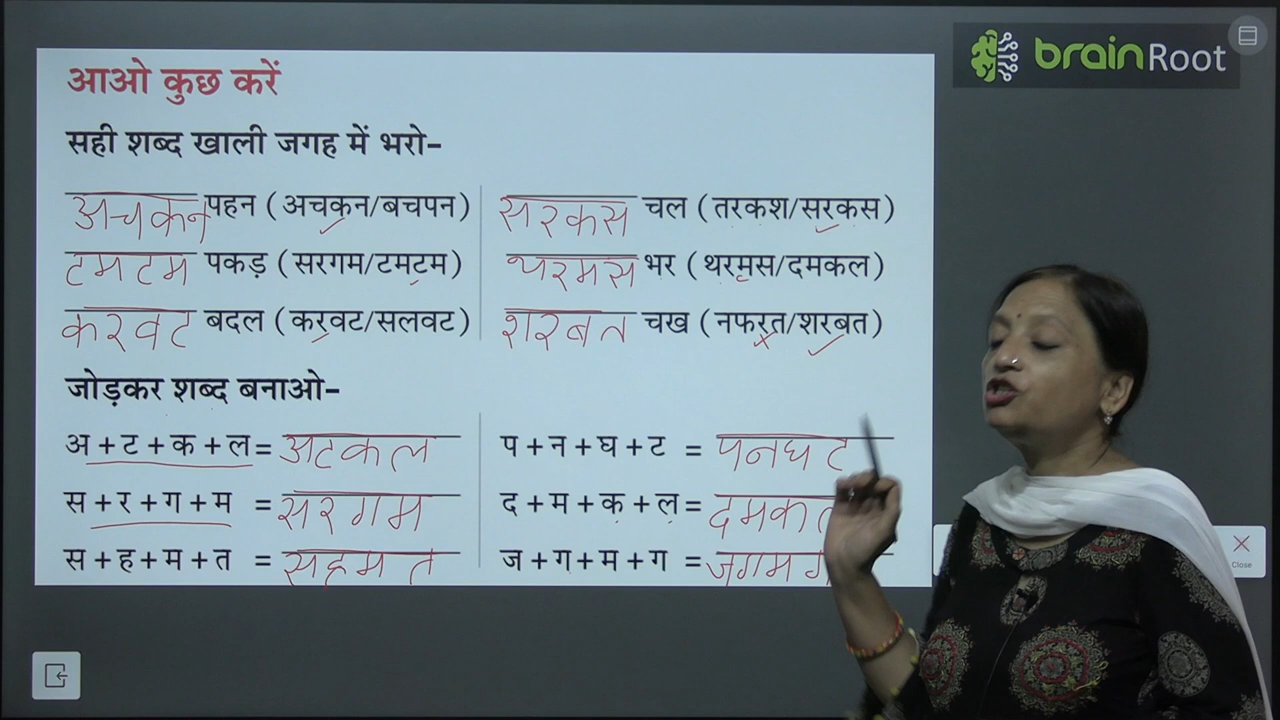 brainRoot
आओ कुछ करें
सही शब्द खाली जगह में भरो-
अचकन पहन (अचकन/बचपन)
सरकस चल (तरकश/सरकस)
टमटम पकड़ (सरगम/टमटम)
थरमस भर (थरमस/दमकल)
करवट बदल (करवट/सलवट)
शरबत चख (नफरत/शरबत)
जोड़कर शब्द बनाओ-
अ+ट+क+ल= अटकल
प+न+घ+ट = पनघट
स+र+ग+म =सरगम
द+म+क+ल= दमकल
स+ह+म+त = सहमत
ज+ग+म+ग =जगमग
Close